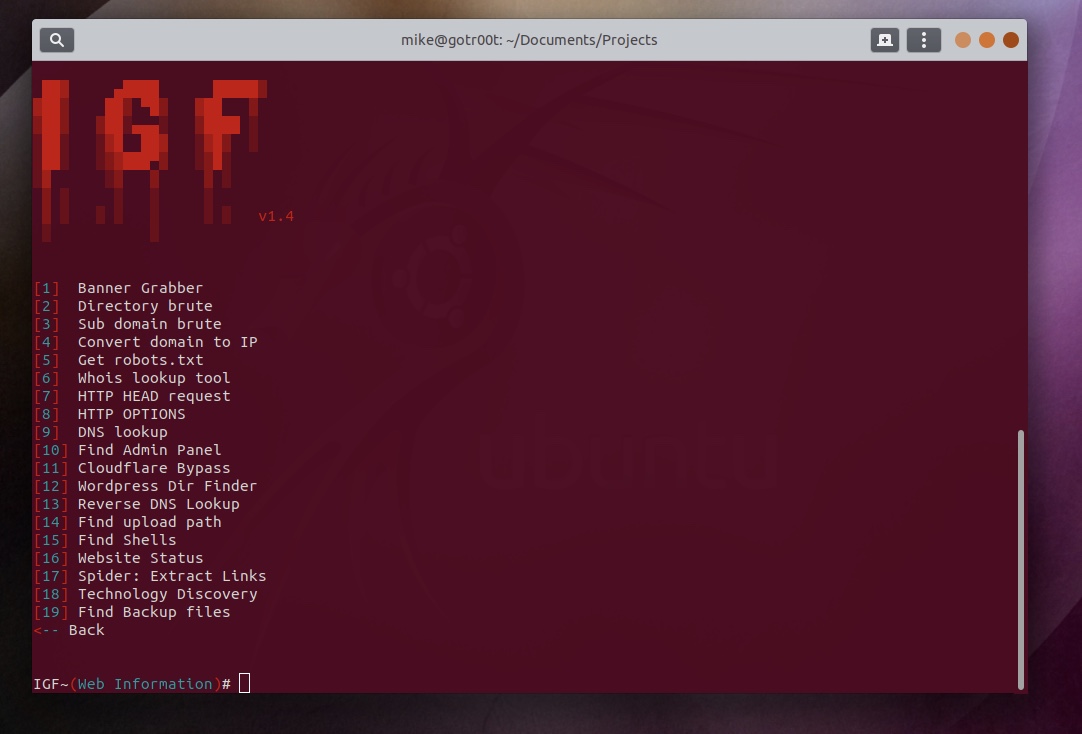 mike@gotr00t: ~/Documents/Projects
IGF
v1.4
[1]  Banner Grabber
[2]  Directory brute
[3]  Sub domain brute
[4]  Convert domain to IP
[5]  Get robots.txt
[6]  Whois lookup tool
[7]  HTTP HEAD request
[8]  HTTP OPTIONS
[9]  DNS lookup
[10] Find Admin Panel
[11] Cloudflare Bypass
[12] Wordpress Dir Finder
[13] Reverse DNS Lookup
[14] Find upload path
[15] Find Shells
[16] Website Status
[17] Spider: Extract Links
[18] Technology Discovery
[19] Find Backup files
<-- Back
IGF~(Web Information)#
ubuntu